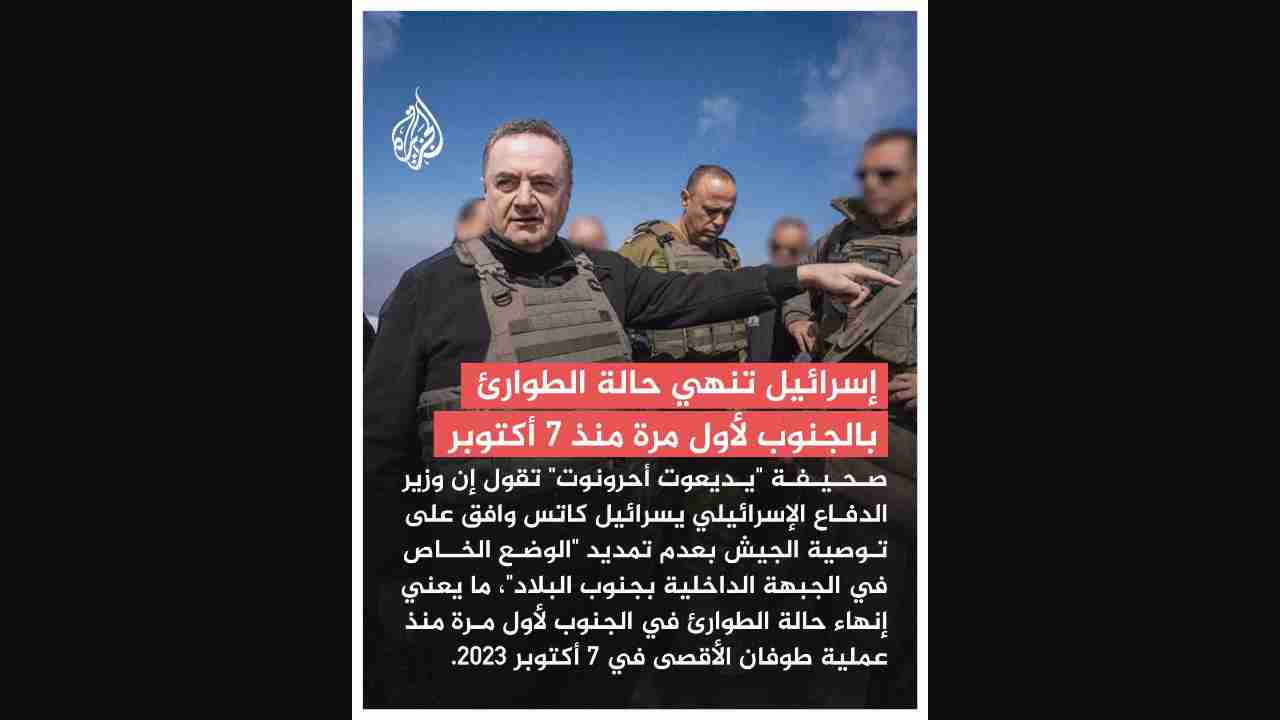 الجزيرة
إسرائيل تنهي حالة الطوارئ
بالجنوب لأول مرة منذ 7 أكتوبر
صحيفة "يديعوت أحرونوت" تقول إن وزير
الدفاع الإسرائيلي يسرائيل كاتس وافق على
توصية الجيش بعدم تمديد "الوضع الخاص
في الجبهة الداخلية بجنوب البلاد"، ما يعني
إنهاء حالة الطوارئ في الجنوب لأول مرة منذ
عملية طوفان الأقصى في 7 أكتوبر 2023.